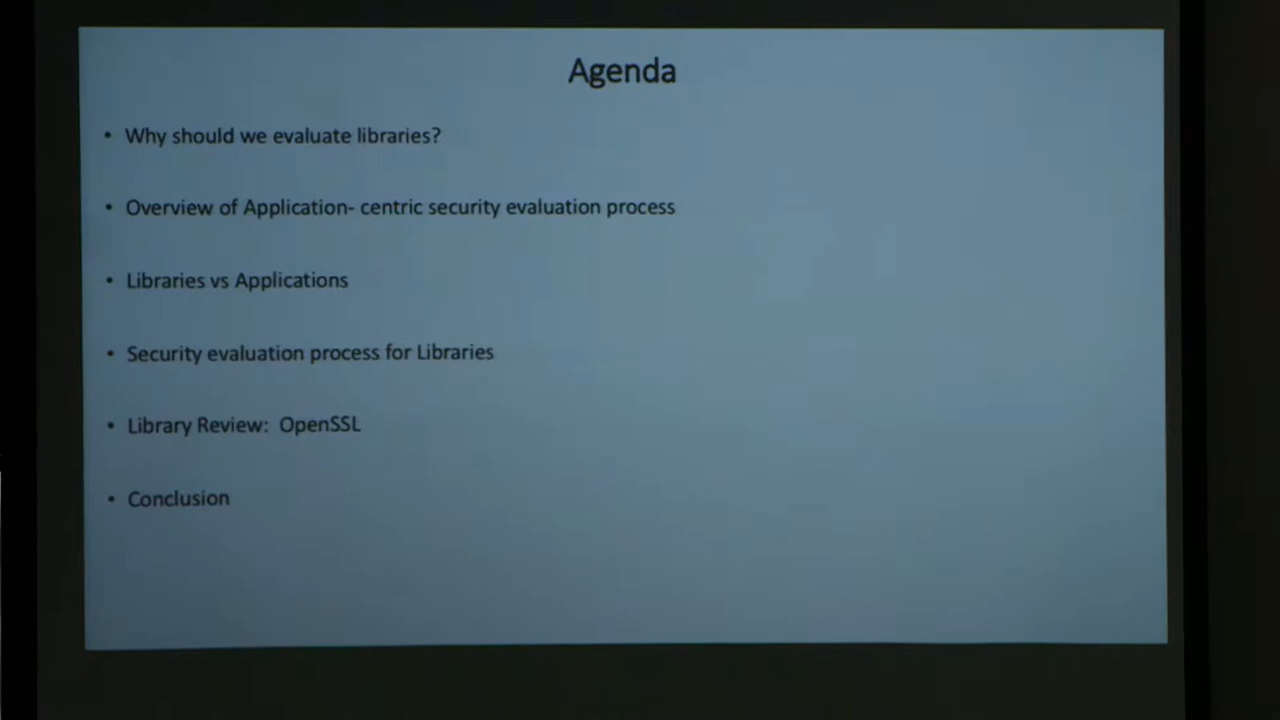 Agenda
• Why should we evaluate libraries?
• Overview of Application- centric security evaluation process
• Libraries vs Applications
• Security evaluation process for Libraries
• Library Review: OpenSSL
• Conclusion